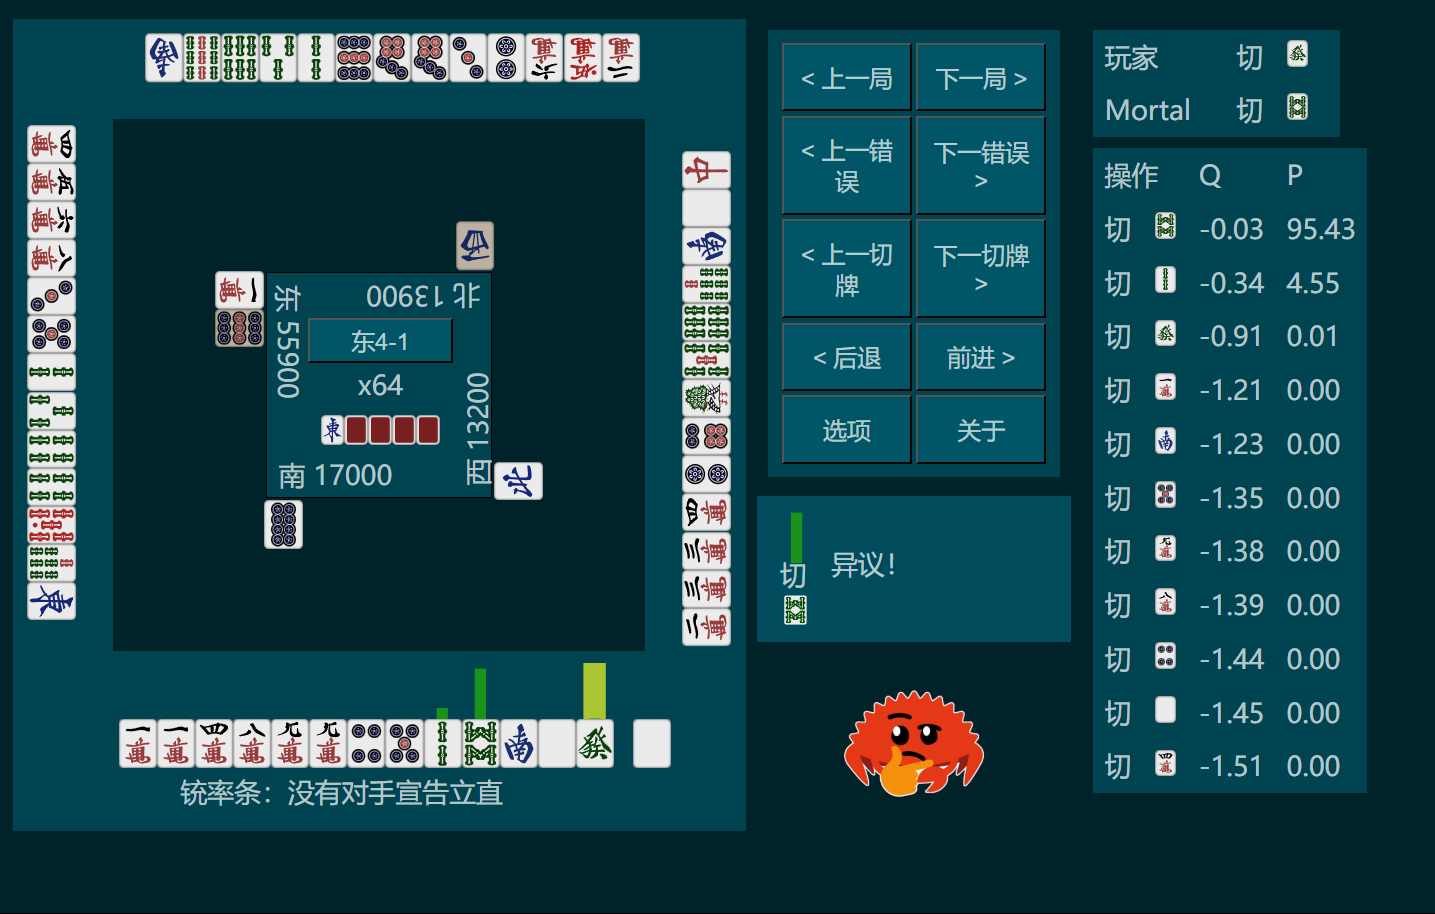 < 上一局
下一局 >
< 上一错
误
下一错误
>
< 上一切
牌
下一切牌
>
< 后退
前进 >
选项
关于
玩家 切
Mortal 切
操作 Q P
切 -0.03 95.43
切 -0.34 4.55
切 -0.91 0.01
切 -1.21 0.00
切 -1.23 0.00
切 -1.35 0.00
切 -1.38 0.00
切 -1.39 0.00
切 -1.44 0.00
切 -1.45 0.00
切 -1.51 0.00
切
异议！
北 13900
东 55900
东4-1
x64
西 13200
南 17000
铳率条：没有对手宣告立直